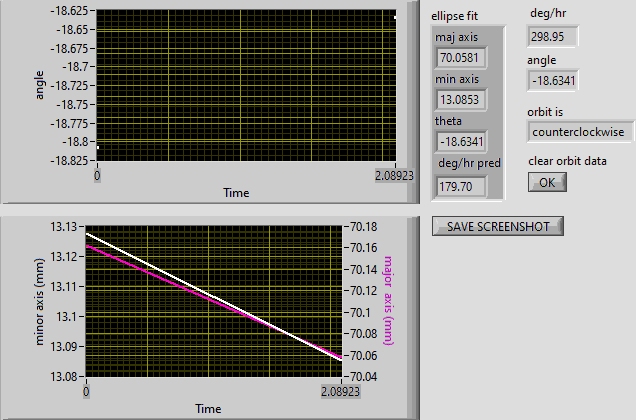 -18.625
-18.65
-18.675
-18.7
-18.725
-18.75
-18.775
-18.8
-18.825
angle
0
2.08923
Time
ellipse fit
maj axis
70.0581
min axis
13.0853
theta
-18.6341
deg/hr pred
179.70
deg/hr
298.95
angle
-18.6341
orbit is
counterclockwise
clear orbit data
OK
SAVE SCREENSHOT
13.13
13.12
13.11
13.1
13.09
13.08
minor axis (mm)
70.18
70.16
70.14
70.12
70.1
70.08
70.06
70.04
major axis (mm)
0
2.08923
Time